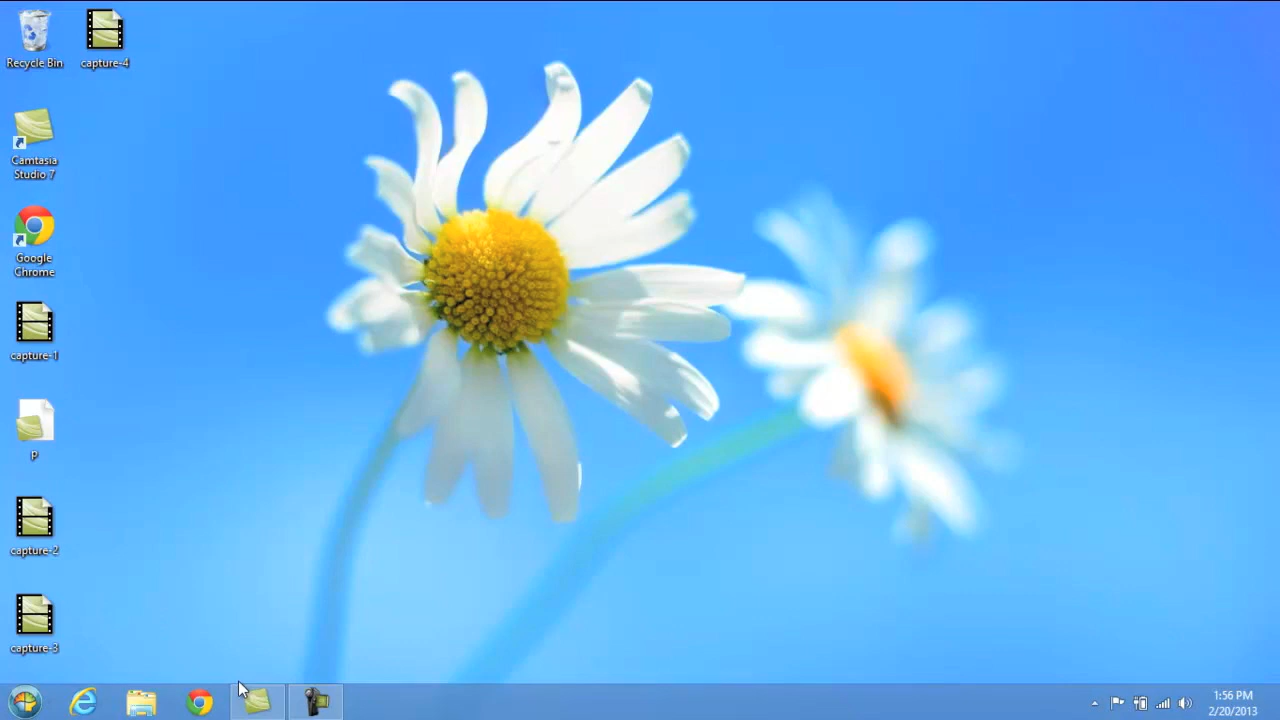 Recycle Bin
capture-4
Camtasia
Studio 7
Google
Chrome
capture-1
p
capture-2
capture-3
1:56 PM
2/20/2013